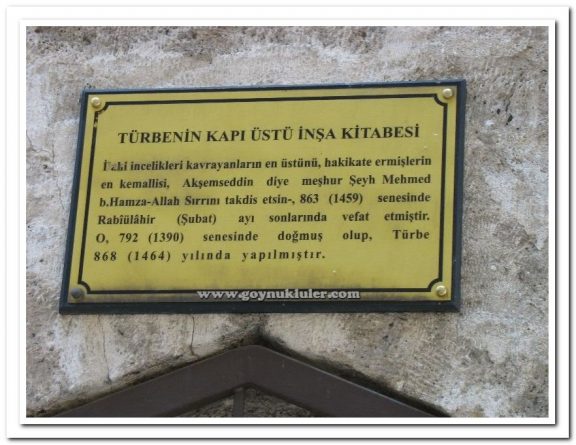 TÜRBENİN KAPI ÜSTÜ İNŞA KİTABESİ
İlahi incelikleri kavrayanların en üstünü, hakikate ermişlerin
en kemallisi, Akşemseddin diye meşhur Şeyh Mehmed
b.Hamza-Allah Sırrını takdis etsin-, 863 (1459) senesinde
Rabîülâhir (Şubat) ayı sonlarında vefat etmiştir.
O, 792 (1390) senesinde doğmuş olup, Türbe
868 (1464) yılında yapılmıştır.
www.goynukluler.com